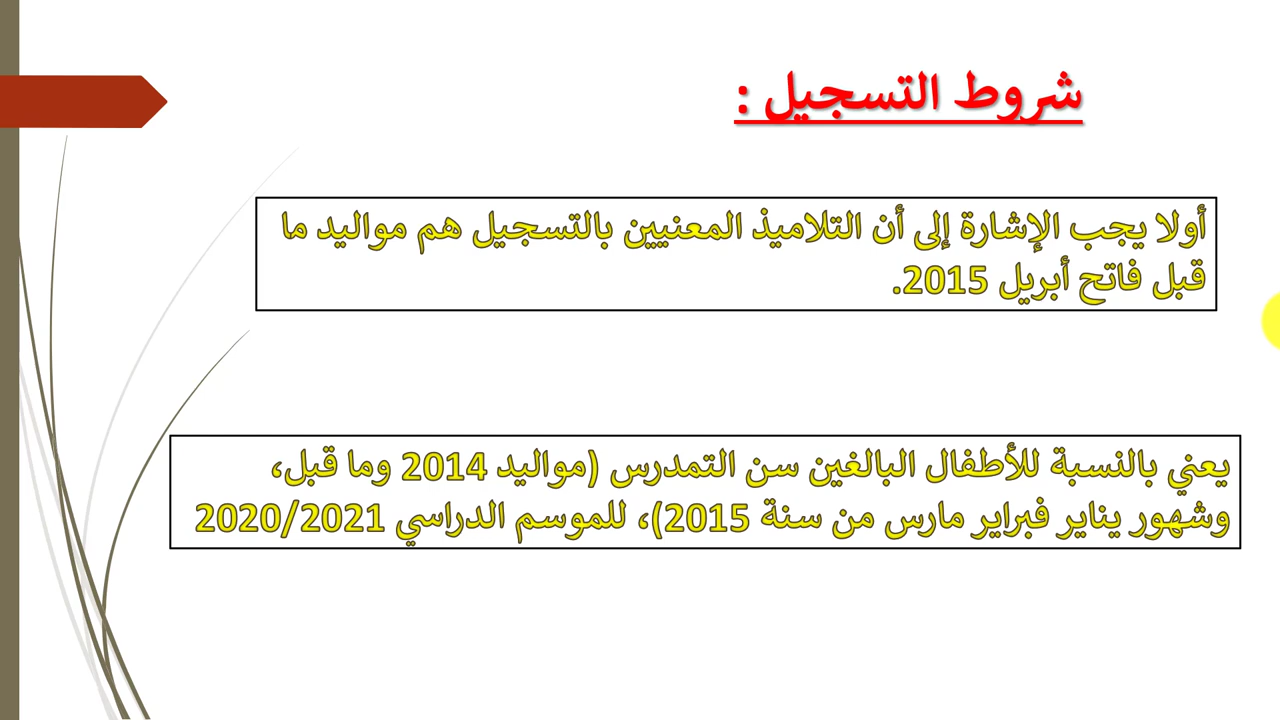 شروط التسجيل :
أولا يجب الإشارة إلى أن التلاميذ المعنيين بالتسجيل هم مواليد ما
قبل فاتح أبريل 2015.
يعني بالنسبة للأطفال البالغين سن التمدرس (مواليد 2014 وما قبل،
وشهور يناير فبراير مارس من سنة 2015)، للموسم الدراسي 2020/2021